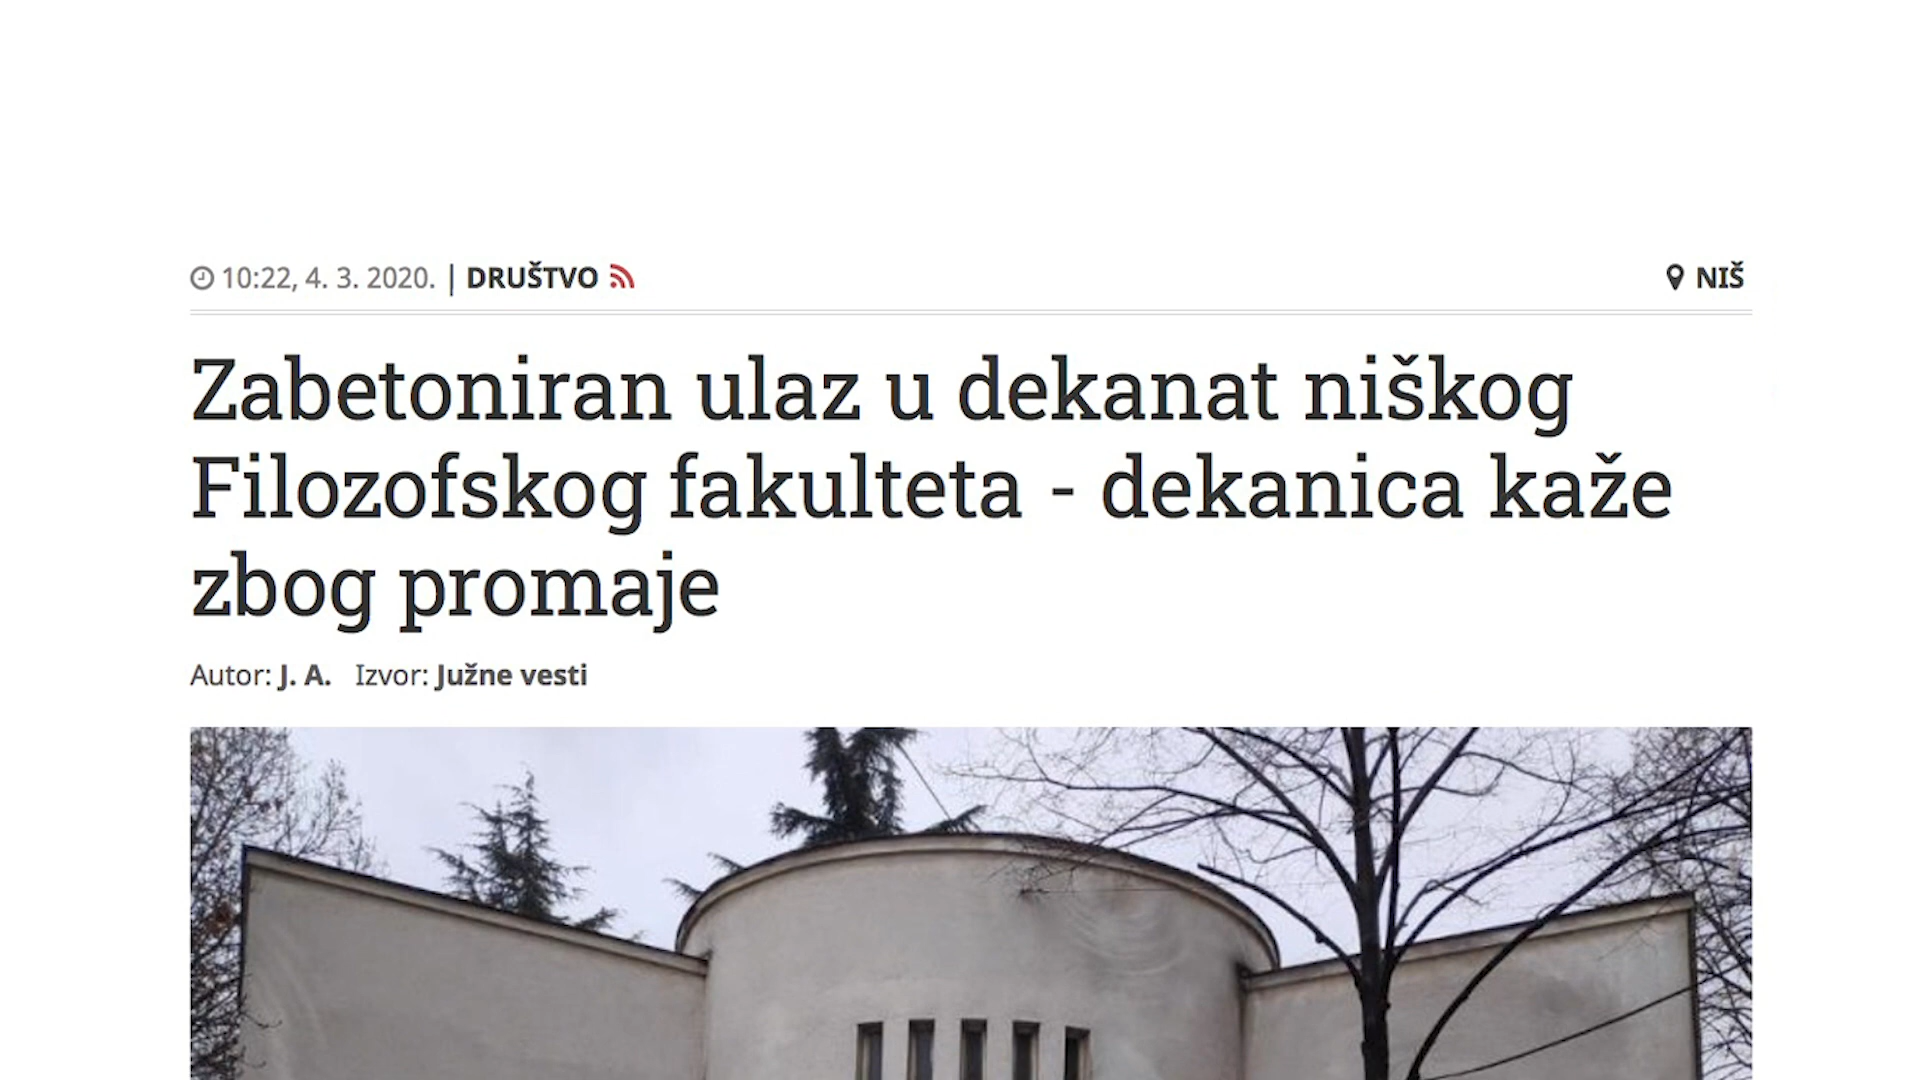 10:22, 4. 3. 2020. | DRUŠTVO
NIŠ
Zabetoniran ulaz u dekanat niškog
Filozofskog fakulteta - dekanica kaže
zbog promaje
Autor: J. A. Izvor: Južne vesti